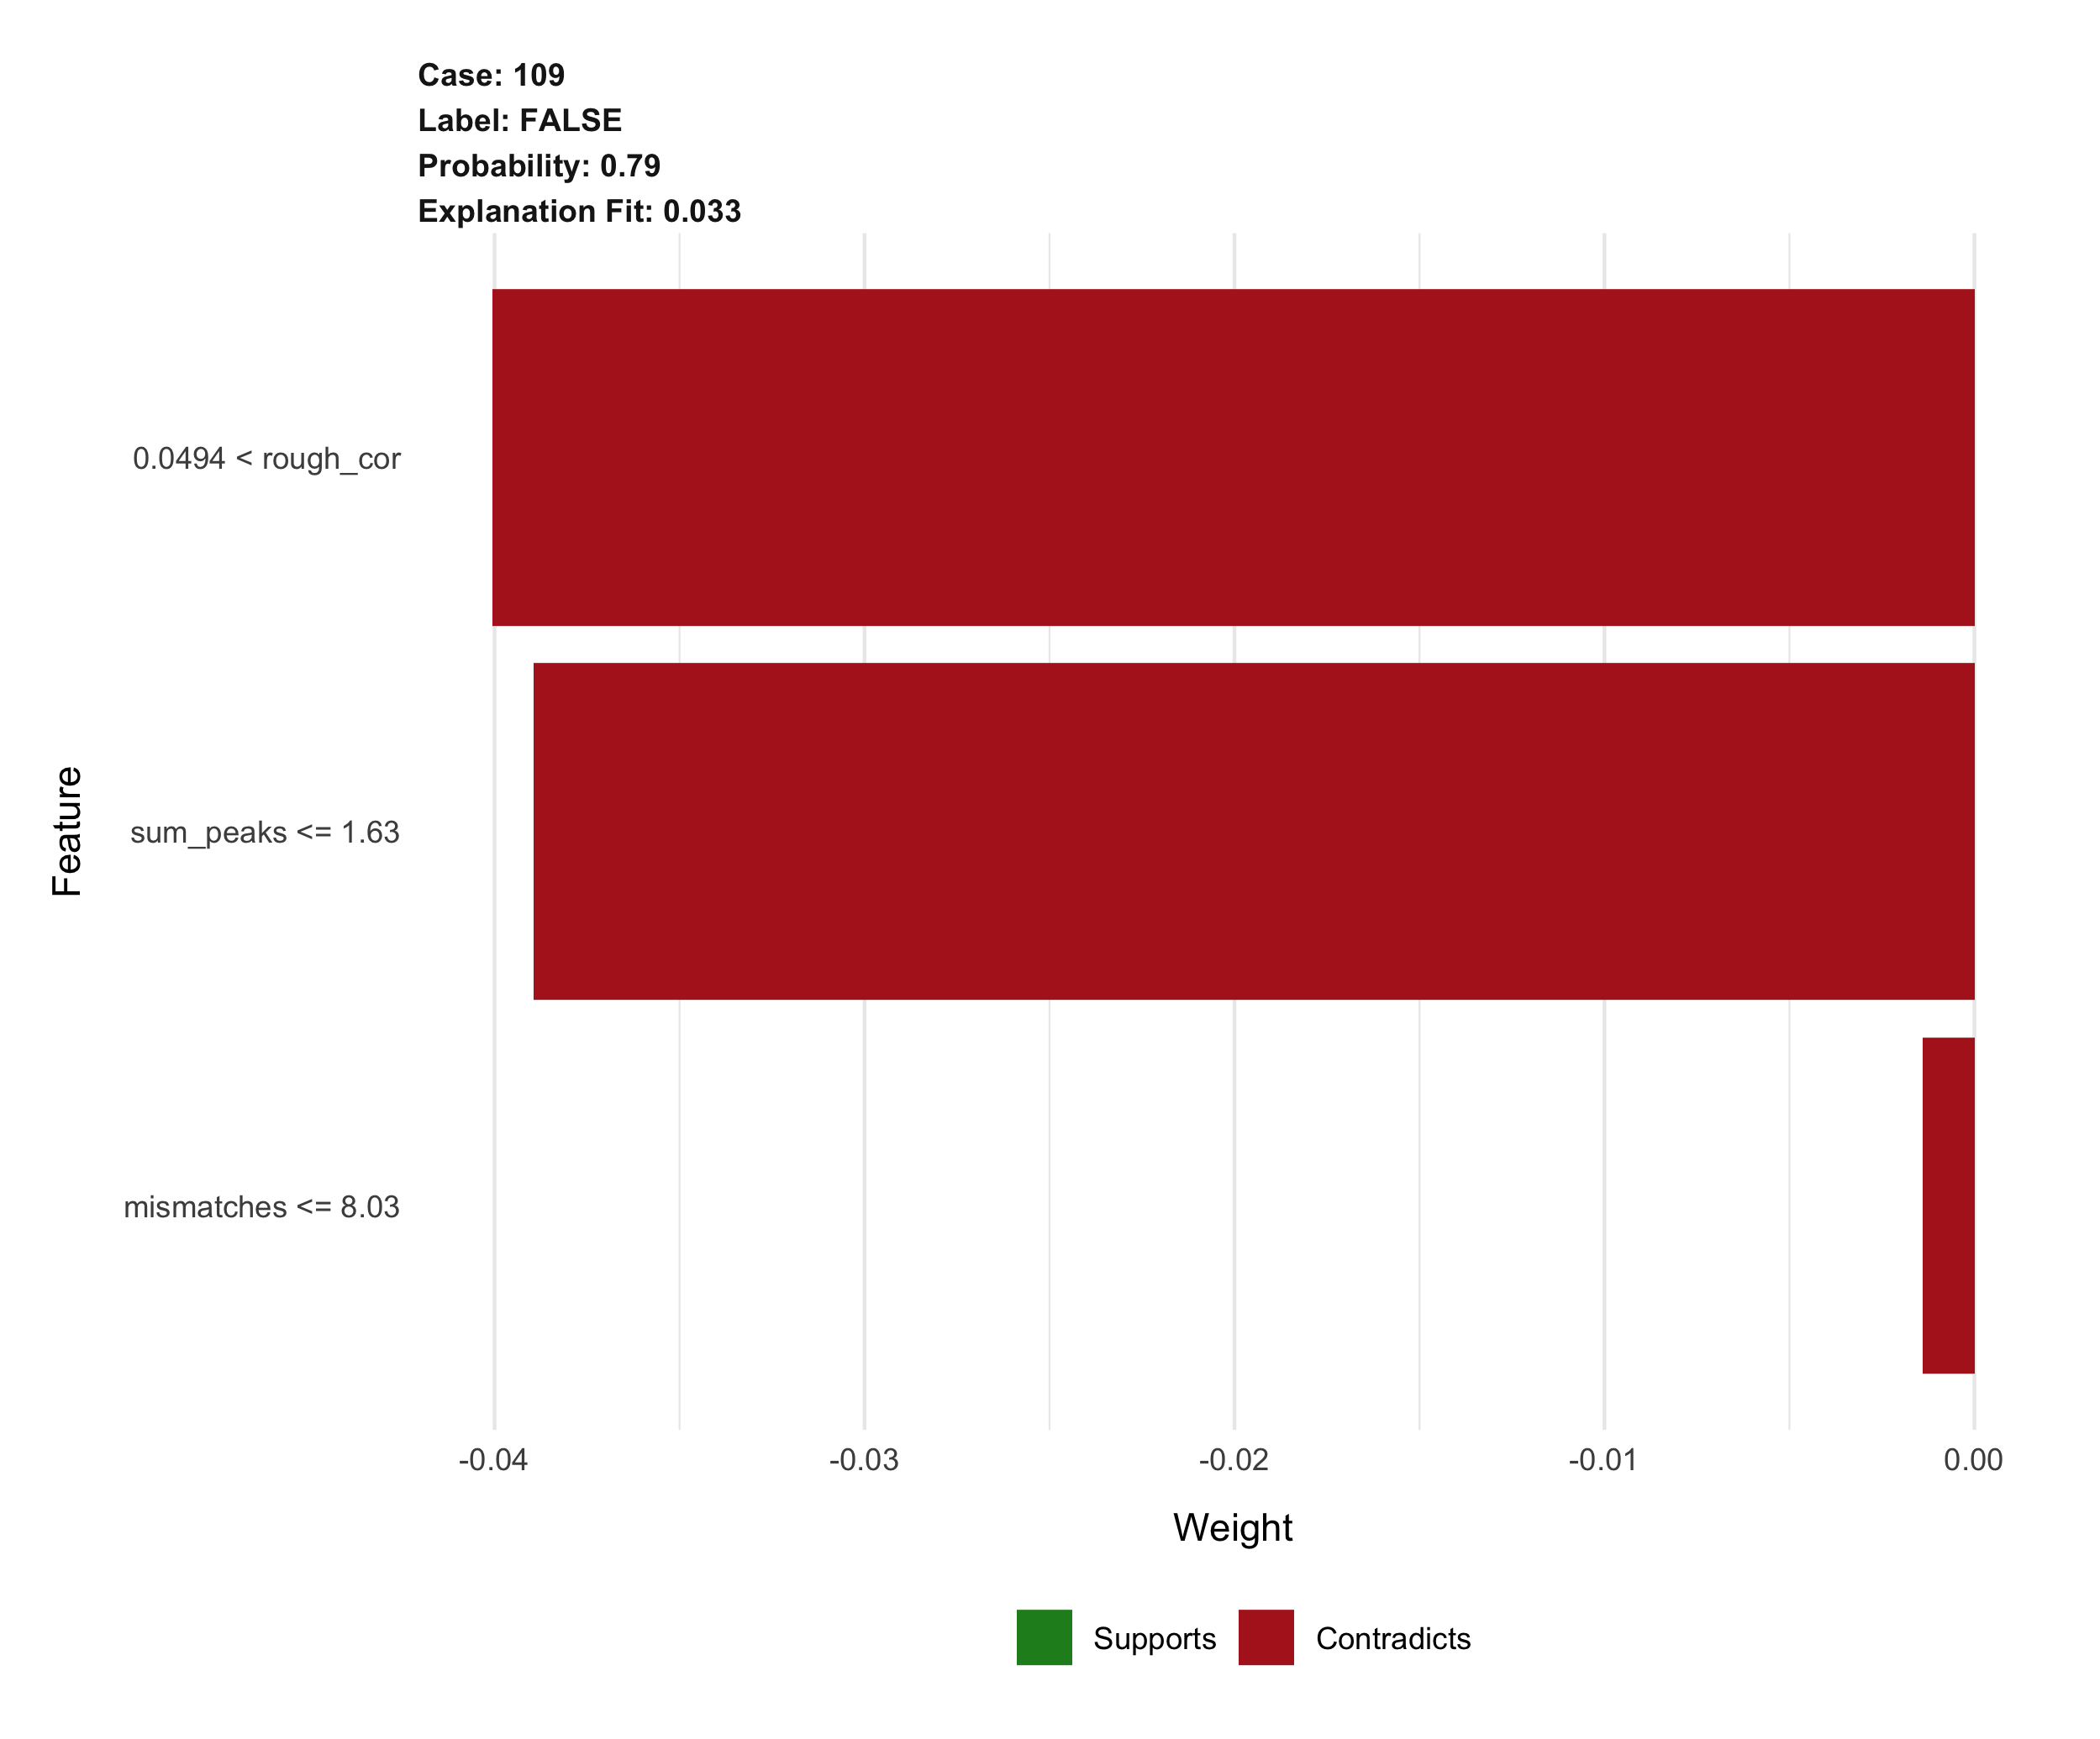 Case: 109
Label: FALSE
Probability: 0.79
Explanation Fit: 0.033
Feature
0.0494 < rough_cor
sum_peaks <= 1.63
mismatches <= 8.03
-0.04 -0.03 -0.02 -0.01 0.00
Weight
Supports Contradicts